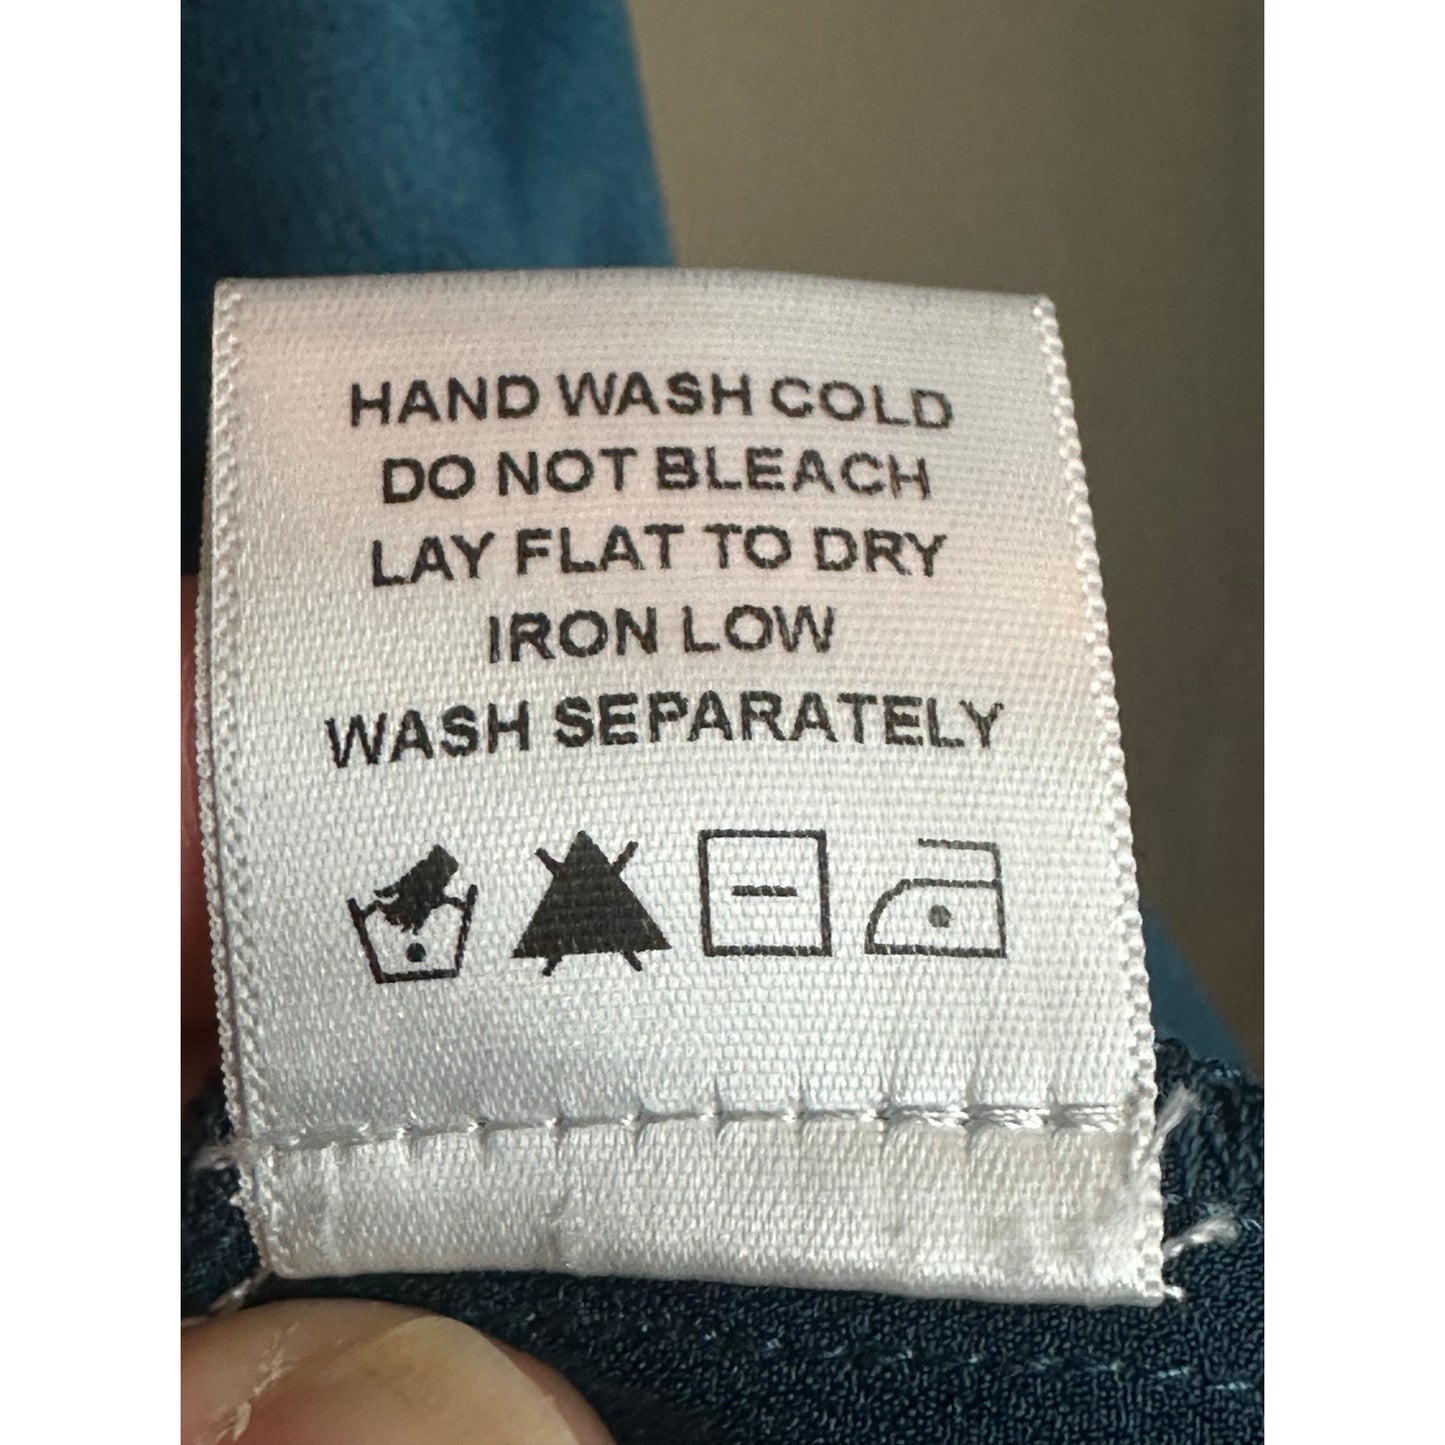 HAND WASH COLD
DO NOT BLEACH
LAY FLAT TO DRY
IRON LOW
WASH SEPARATELY